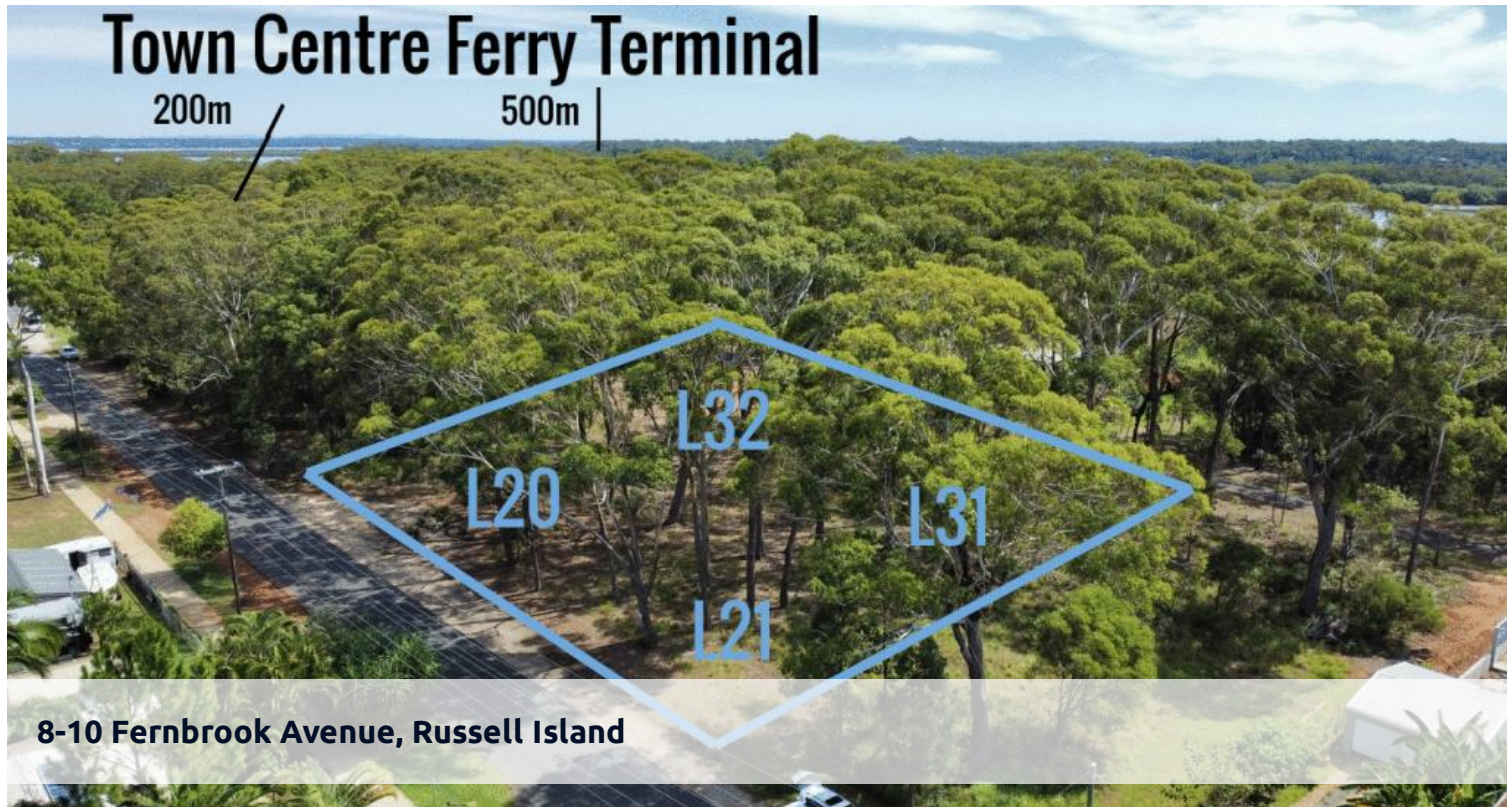 Town Centre Ferry Terminal
200m 500m
L32
L20
L31
L21
8-10 Fernbrook Avenue, Russell Island